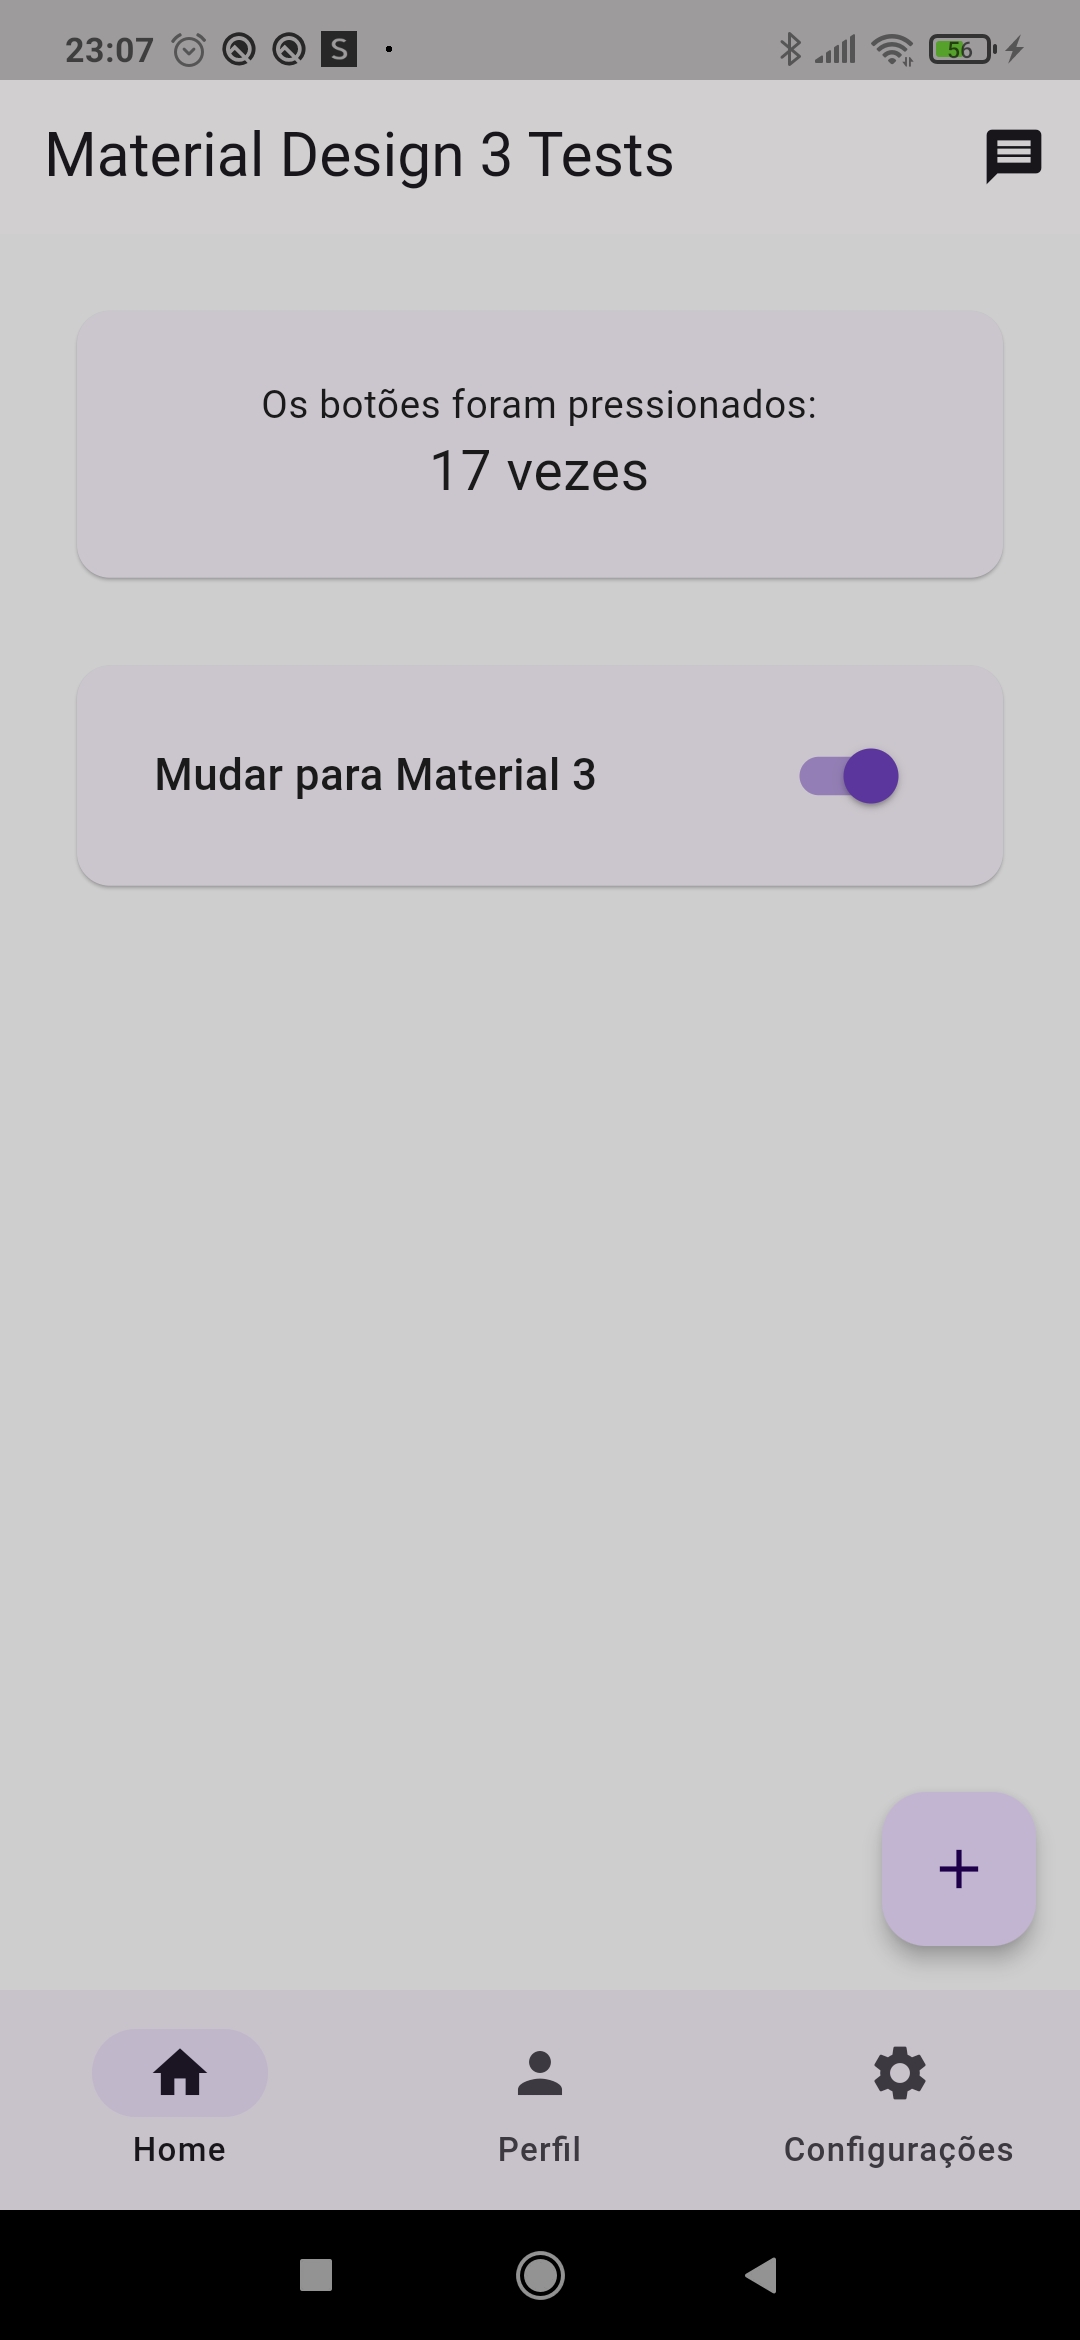 23:07 S 56
Material Design 3 Tests
Os botões foram pressionados:
17 vezes
Mudar para Material 3
Home Perfil Configurações